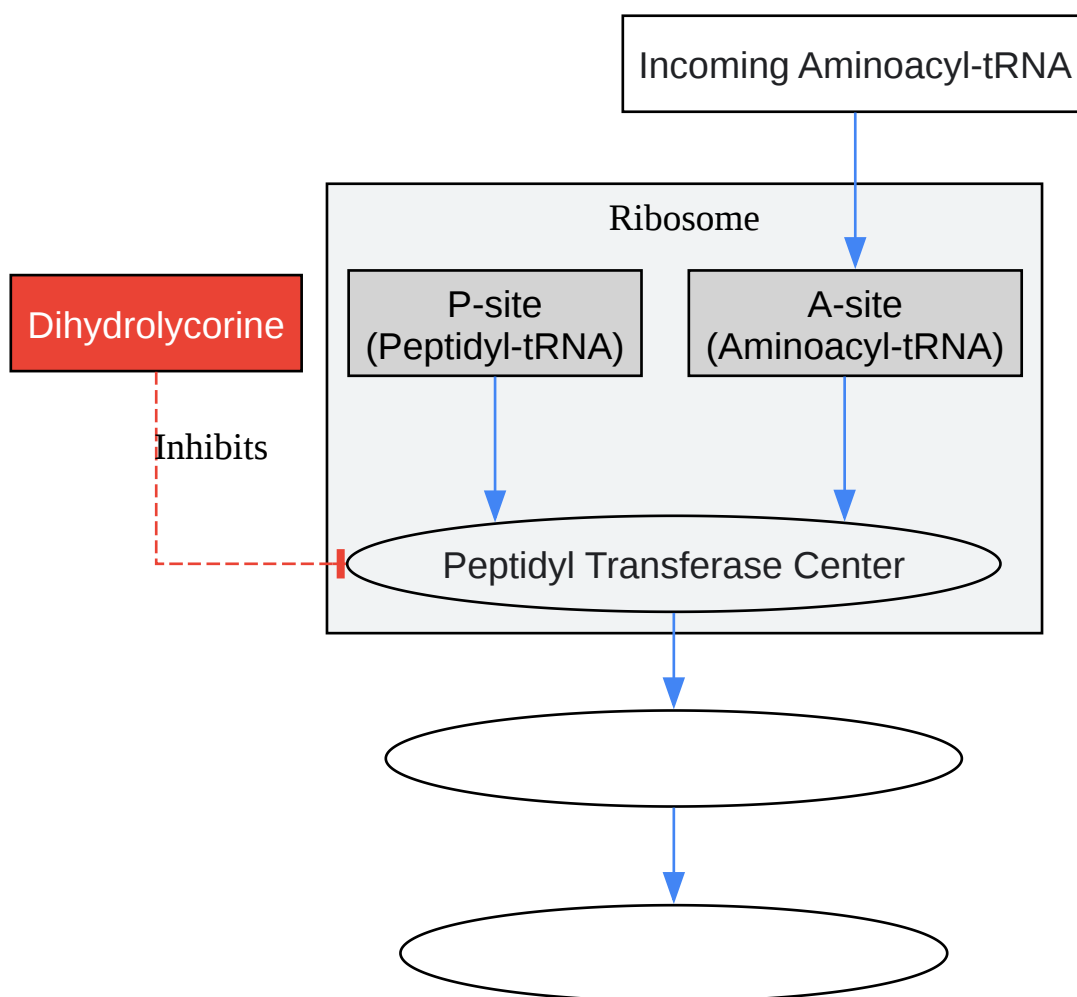 Incoming Aminoacyl-tRNA
Ribosome
Dihydrolycorine
P-site
(Peptidyl-tRNA)
A-site
(Aminoacyl-tRNA)
Inhibits
Peptidyl Transferase Center